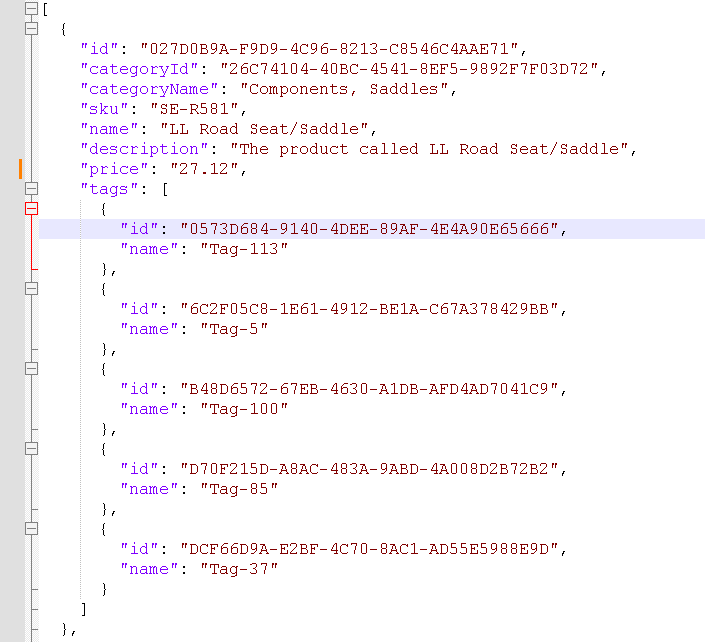 [
  {
    "id": "027D0B9A-F9D9-4C96-8213-C8546C4AAE71",
    "categoryId": "26C74104-40BC-4541-8EF5-9892F7F03D72",
    "categoryName": "Components, Saddles",
    "sku": "SE-R581",
    "name": "LL Road Seat/Saddle",
    "description": "The product called LL Road Seat/Saddle",
    "price": "27.12",
    "tags": [
      {
        "id": "0573D684-9140-4DEE-89AF-4E4A90E65666",
        "name": "Tag-113"
      },
      {
        "id": "6C2F05C8-1E61-4912-BE1A-C67A378429BB",
        "name": "Tag-5"
      },
      {
        "id": "B48D6572-67EB-4630-A1DB-AFD4AD7041C9",
        "name": "Tag-100"
      },
      {
        "id": "D70F215D-A8AC-483A-9ABD-4A008D2B72B2",
        "name": "Tag-85"
      },
      {
        "id": "DCF66D9A-E2BF-4C70-8AC1-AD55E5988E9D",
        "name": "Tag-37"
      }
    ]
  },